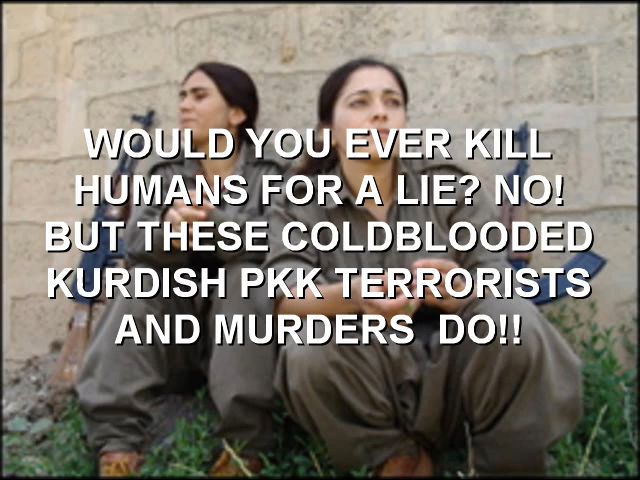 WOULD YOU EVER KILL
HUMANS FOR A LIE? NO!
BUT THESE COLDBLOODED
KURDISH PKK TERRORISTS
AND MURDERS DO!!